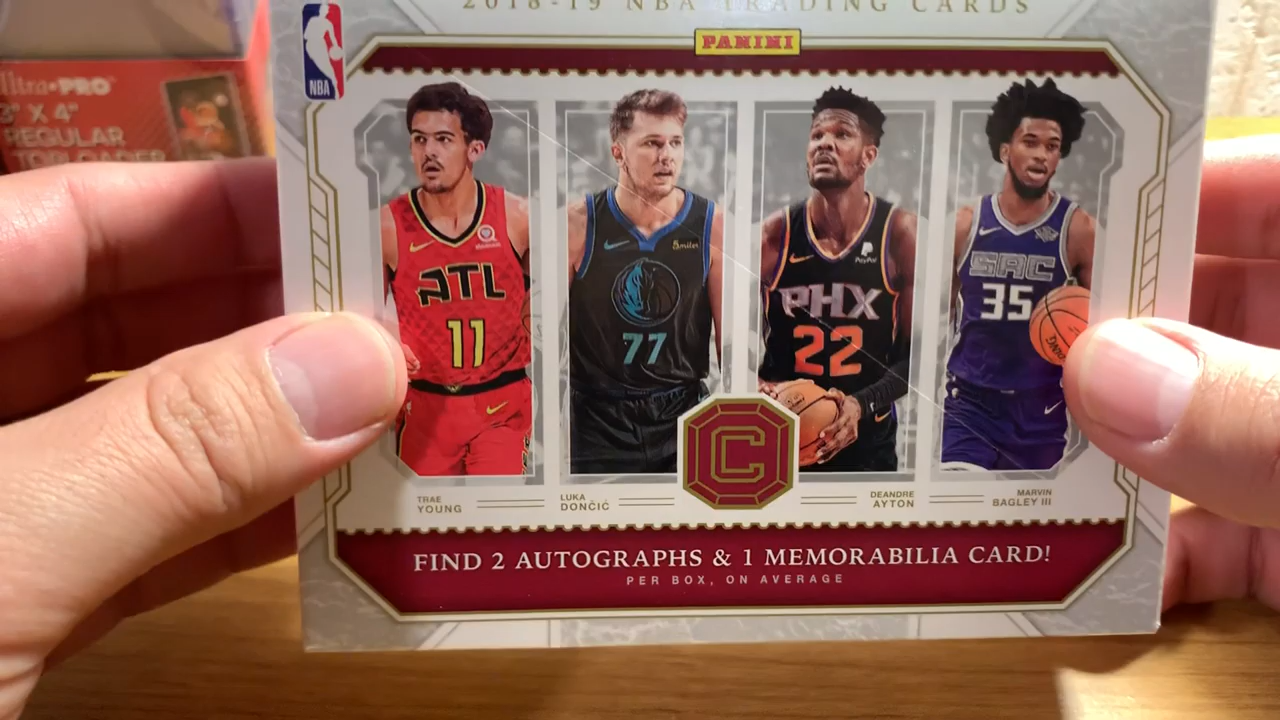 2018-19 NBA TRADING CARDS
PANINI
NBA
Ultra•PRO
3" X 4"
REGULAR
TOPLOADER
ATL
11
77
5miles
PHX
22
PayPal
SAC
35
C
TRAE
YOUNG
LUKA
DONČIĆ
DEANDRE
AYTON
MARVIN
BAGLEY III
FIND 2 AUTOGRAPHS & 1 MEMORABILIA CARD!
PER BOX, ON AVERAGE